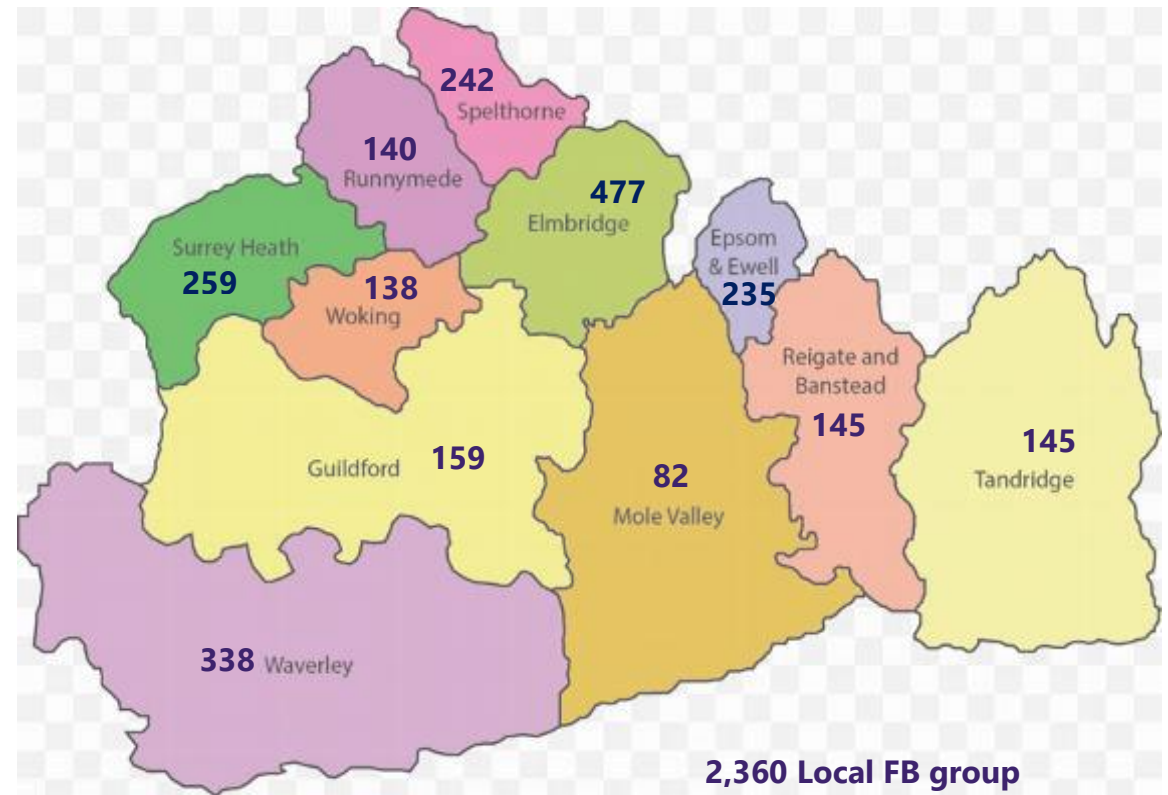 242
Spelthorne
140
Runnymede
477
Elmbridge
Surrey Heath
259
138
Woking
Epsom
& Ewell
235
Reigate and
Banstead
145
145
Tandridge
Guildford
159
82
Mole Valley
338 Waverley
2,360 Local FB group